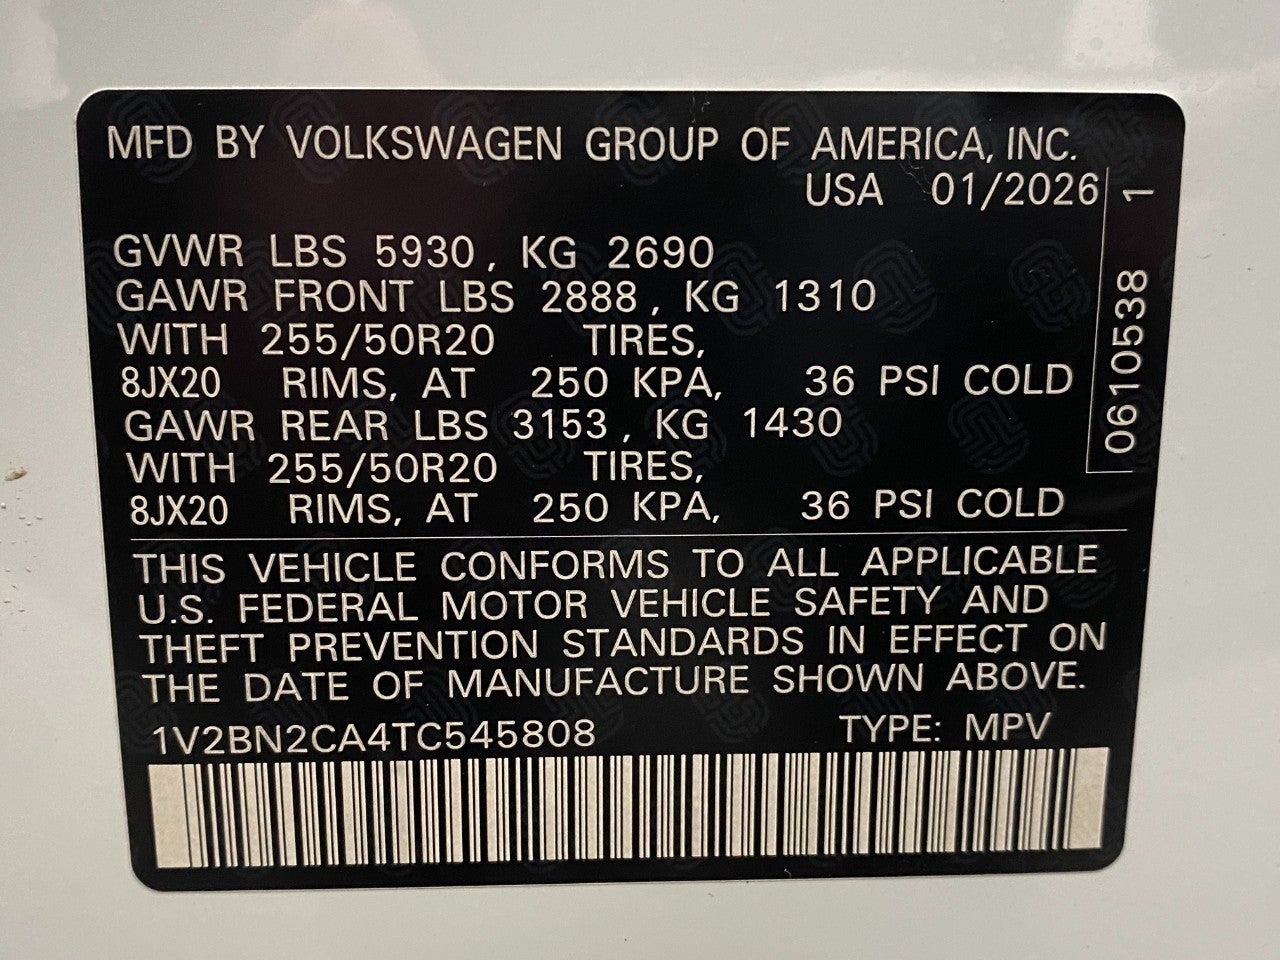 MFD BY VOLKSWAGEN GROUP OF AMERICA, INC.
USA 01/2026
GVWR LBS 5930, KG 2690
GAWR FRONT LBS 2888, KG 1310
WITH 255/50R20 TIRES,
8JX20 RIMS, AT 250 KPA, 36 PSI COLD
GAWR REAR LBS 3153, KG 1430
WITH 255/50R20 TIRES,
8JX20 RIMS, AT 250 KPA, 36 PSI COLD
0610538 1
THIS VEHICLE CONFORMS TO ALL APPLICABLE
U.S. FEDERAL MOTOR VEHICLE SAFETY AND
THEFT PREVENTION STANDARDS IN EFFECT ON
THE DATE OF MANUFACTURE SHOWN ABOVE.
1V2BN2CA4TC545808 TYPE: MPV